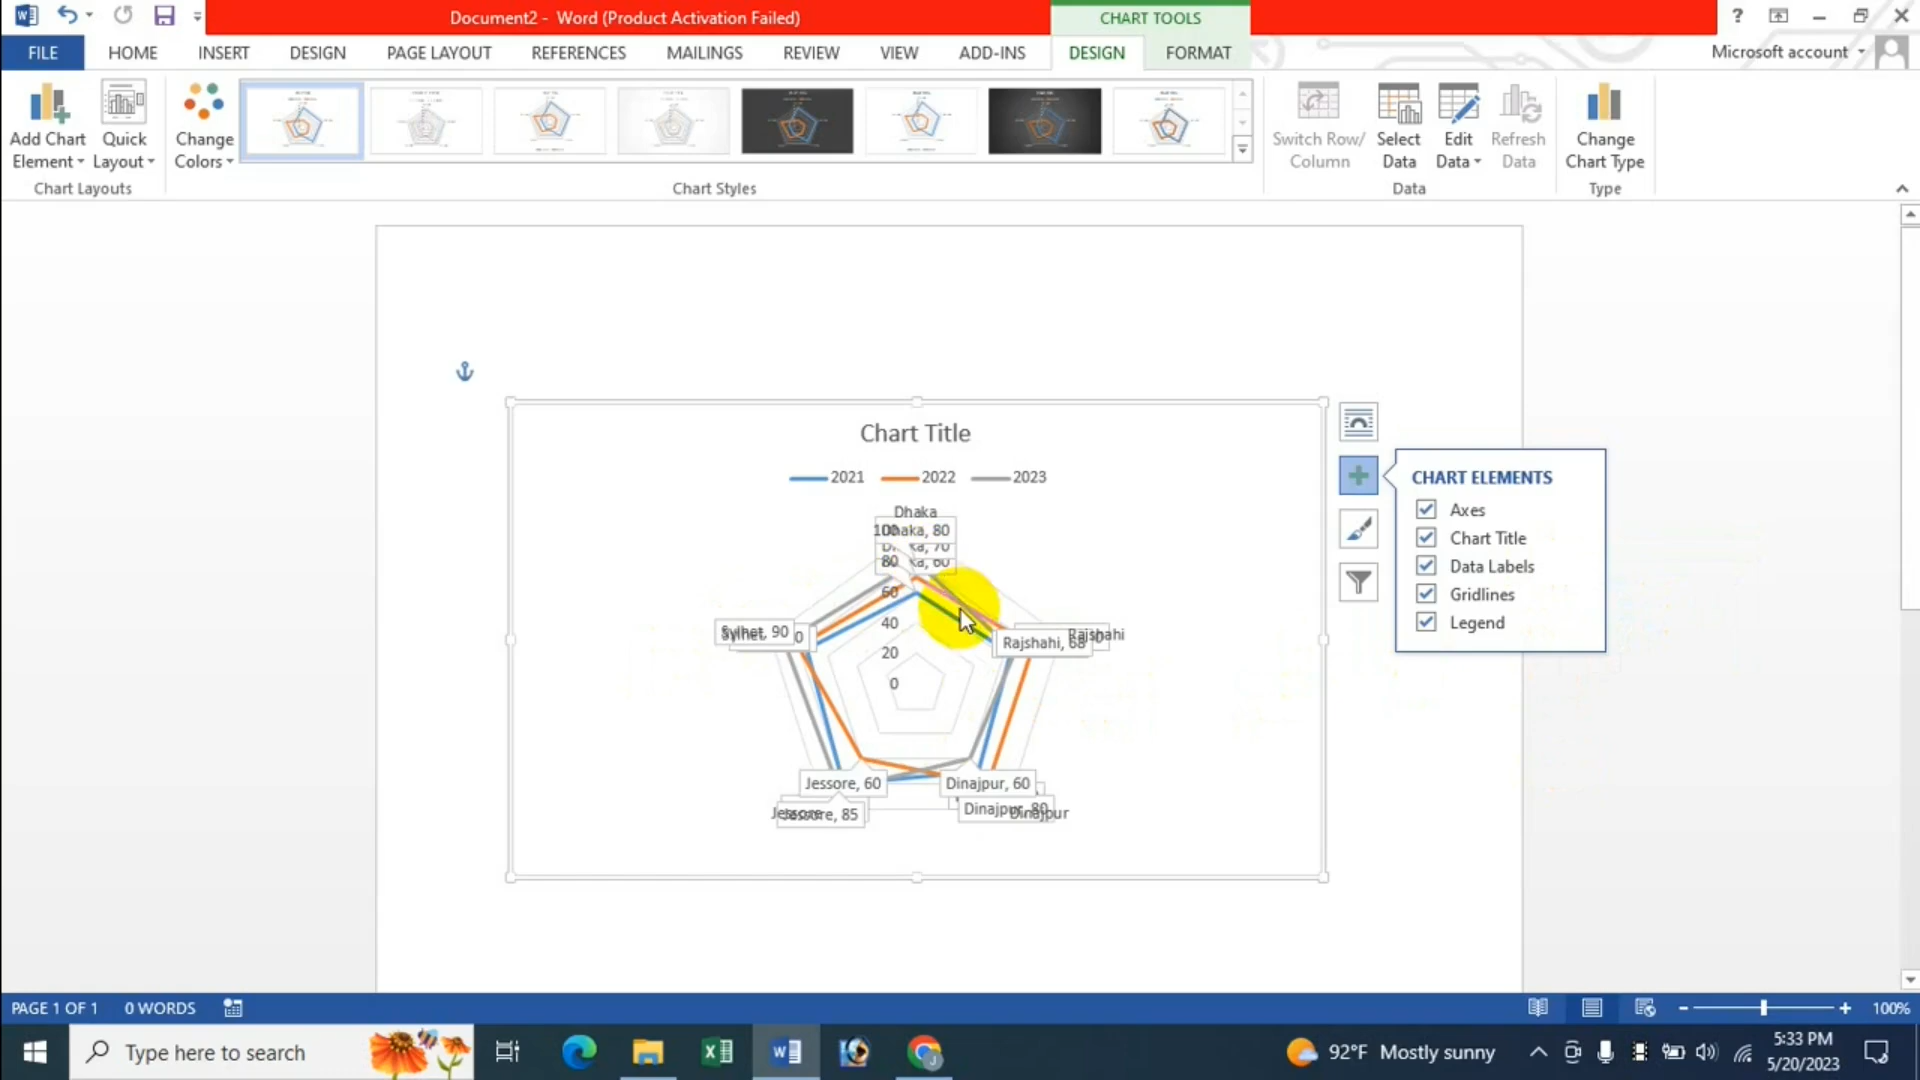 Document2 - Word (Product Activation Failed)
CHART TOOLS
?
FILE
HOME
INSERT
DESIGN
PAGE LAYOUT
REFERENCES
MAILINGS
REVIEW
VIEW
ADD-INS
DESIGN
FORMAT
Microsoft account
Add Chart
Element
Quick
Layout
Change
Colors
Switch Row/
Column
Select
Data
Edit
Data
Refresh
Data
Change
Chart Type
Chart Layouts
Chart Styles
Data
Type
Chart Title
2021
2022
2023
Dhaka
100
Dhaka, 80
80
60
40
20
0
Sylhet, 90
Rajshahi
Rajshahi, 68
Jessore, 60
Dinajpur, 60
Jessore
Jessore, 85
Dinajpur, 80
Dinajpur
CHART ELEMENTS
Axes
Chart Title
Data Labels
Gridlines
Legend
PAGE 1 OF 1
0 WORDS
100%
Type here to search
92°F Mostly sunny
5:33 PM
5/20/2023